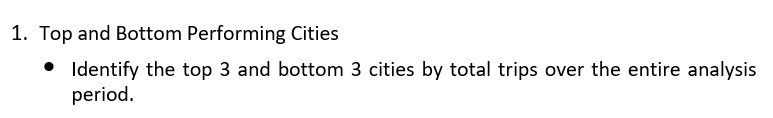 1. Top and Bottom Performing Cities
● Identify the top 3 and bottom 3 cities by total trips over the entire analysis
period.